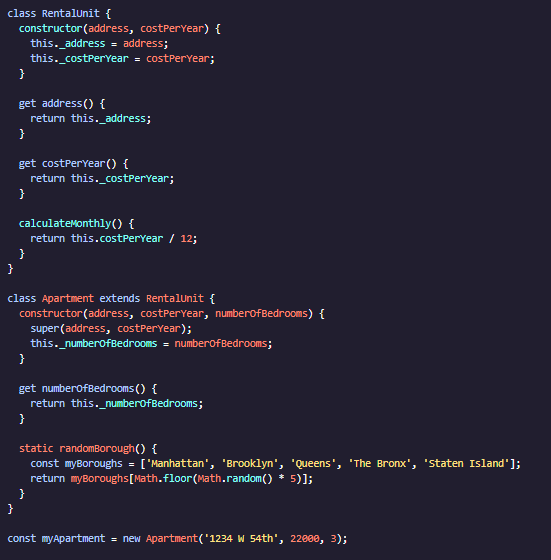 class RentalUnit {
  constructor(address, costPerYear) {
    this._address = address;
    this._costPerYear = costPerYear;
  }

  get address() {
    return this._address;
  }

  get costPerYear() {
    return this._costPerYear;
  }

  calculateMonthly() {
    return this.costPerYear / 12;
  }
}

class Apartment extends RentalUnit {
  constructor(address, costPerYear, numberOfBedrooms) {
    super(address, costPerYear);
    this._numberOfBedrooms = numberOfBedrooms;
  }

  get numberOfBedrooms() {
    return this._numberOfBedrooms;
  }

  static randomBorough() {
    const myBoroughs = ['Manhattan', 'Brooklyn', 'Queens', 'The Bronx', 'Staten Island'];
    return myBoroughs[Math.floor(Math.random() * 5)];
  }
}

const myApartment = new Apartment('1234 W 54th', 22000, 3);